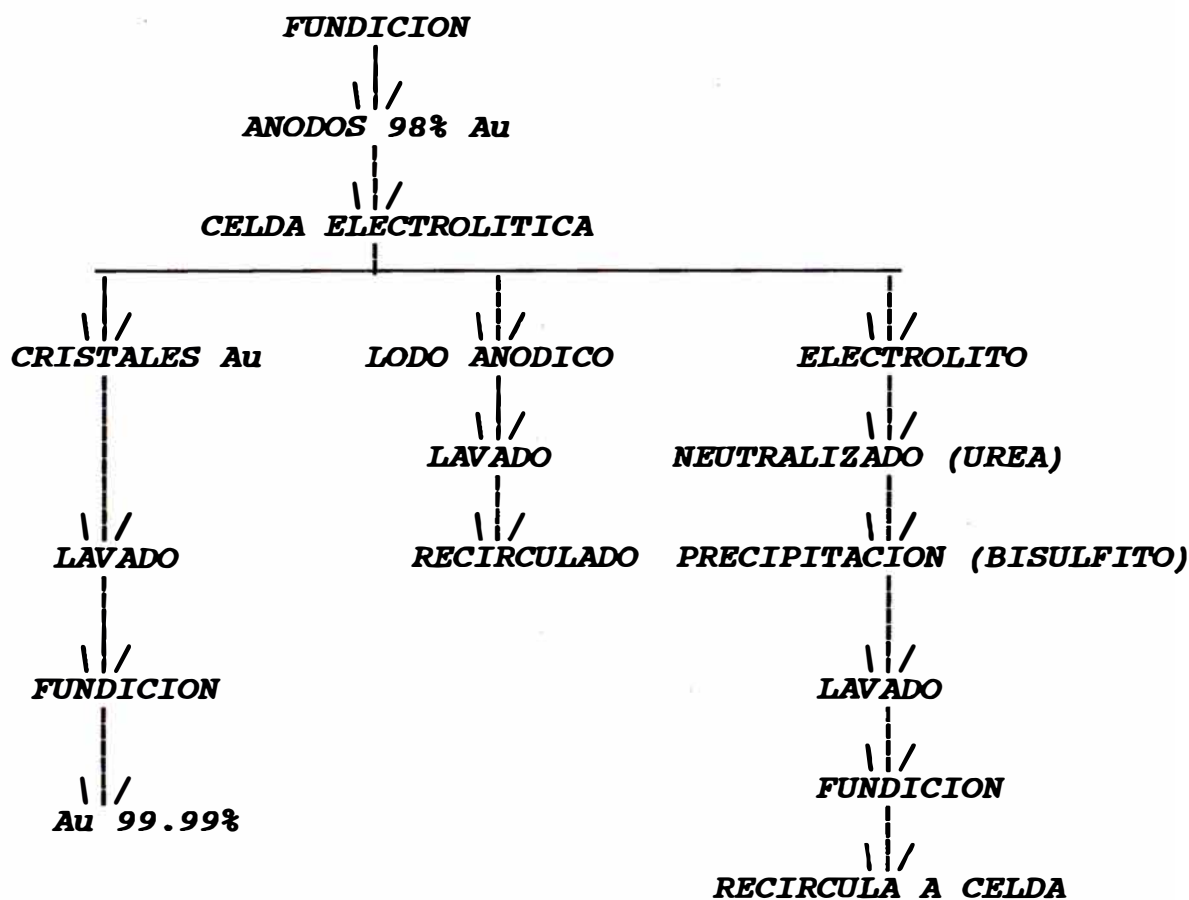 FUNDICION
ANODOS 98% Au
CELDA ELECTROLITICA
CRISTALES Au LODO ANODICO ELECTROLITO
LAVADO NEUTRALIZADO (UREA)
LAVADO RECIRCULADO PRECIPITACION (BISULFITO)
FUNDICION LAVADO
FUNDICION
Au 99.99%
RECIRCULA A CELDA